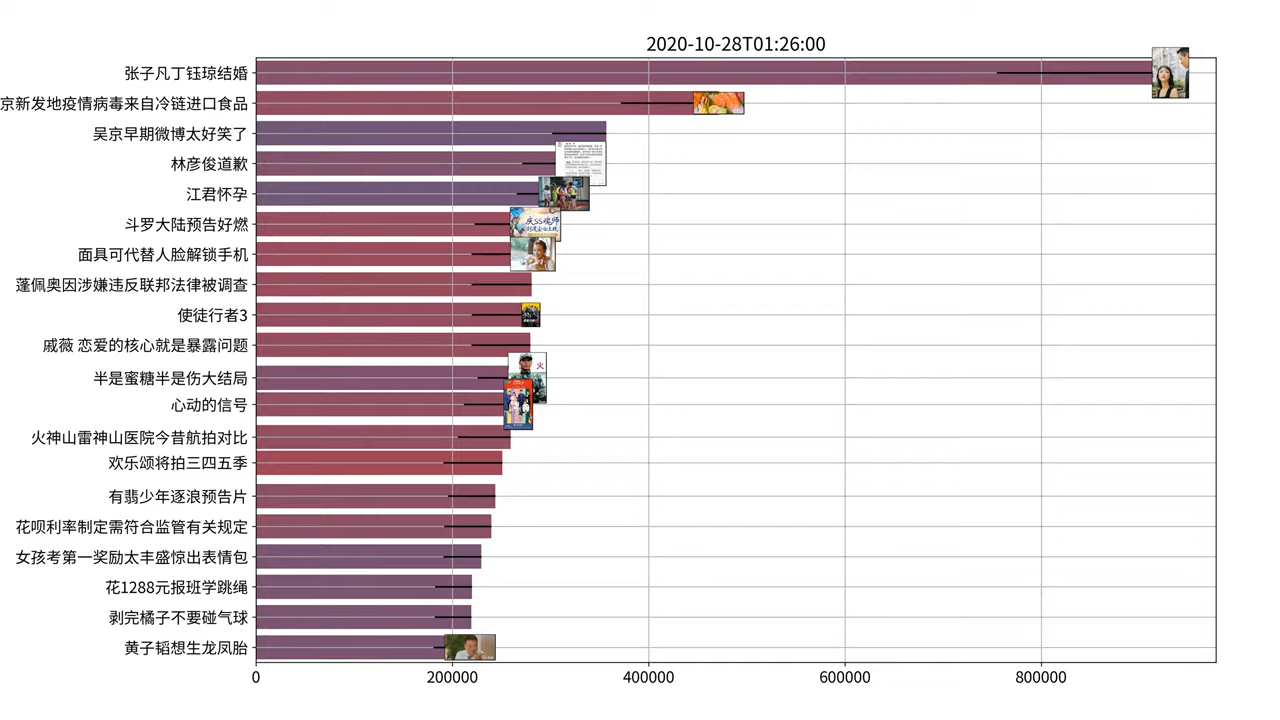 2020-10-28T01:26:00
张子凡丁钰琼结婚
京新发地疫情病毒来自冷链进口食品
吴京早期微博太好笑了
林彦俊道歉
江君怀孕
斗罗大陆预告好燃
面具可代替人脸解锁手机
蓬佩奥因涉嫌违反联邦法律被调查
使徒行者3
戚薇 恋爱的核心就是暴露问题
半是蜜糖半是伤大结局
心动的信号
火神山雷神山医院今昔航拍对比
欢乐颂将拍三四五季
有翡少年逐浪预告片
花呗利率制定需符合监管有关规定
女孩考第一奖励太丰盛惊出表情包
花1288元报班学跳绳
剥完橘子不要碰气球
黄子韬想生龙凤胎
火
0
200000
400000
600000
800000